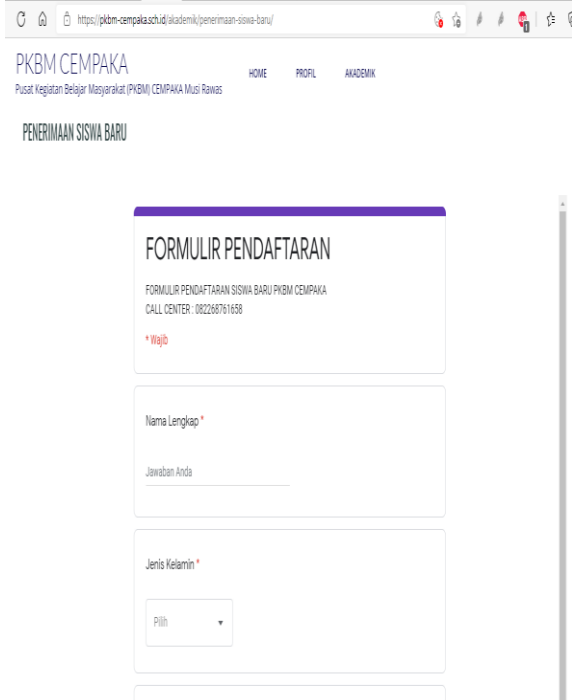 https://pkbm-cempaka.sch.id/akademik/penerimaan-siswa-baru/
PKBM CEMPAKA
Pusat Kegiatan Belajar Masyarakat (PKBM) CEMPAKA Musi Rawas
HOME PROFIL AKADEMIK
PENERIMAAN SISWA BARU
FORMULIR PENDAFTARAN
FORMULIR PENDAFTARAN SISWA BARU PKBM CEMPAKA
CALL CENTER : 082268761658
* Wajib
Nama Lengkap *
Jawaban Anda
Jenis Kelamin *
Pilih